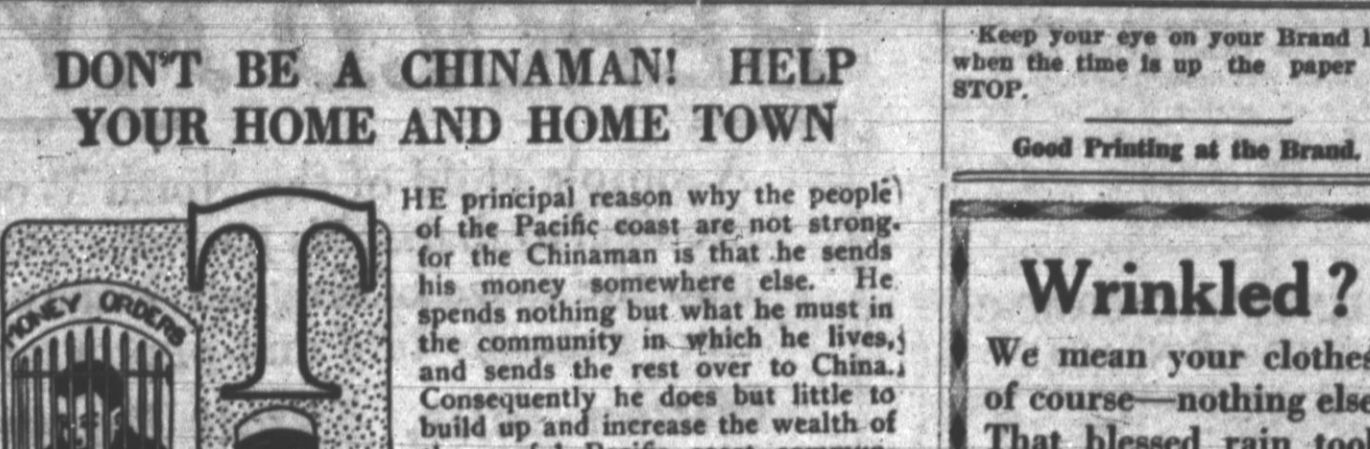 DON'T BE A CHINAMAN! HELP
YOUR HOME AND HOME TOWN
MONEY ORDERS
THE principal reason why the people
of the Pacific coast are not strong
for the Chinaman is that he sends
his money somewhere else. He
spends nothing but what he must in
the community in which he lives,
and sends the rest over to China.
Consequently he does but little to
build up and increase the wealth of
Pacific coast
Keep your eye on your Brand
when the time is up the paper
STOP.
Good Printing at the Brand.
Wrinkled?
We mean your clothes
of course—nothing else
That blessed rain